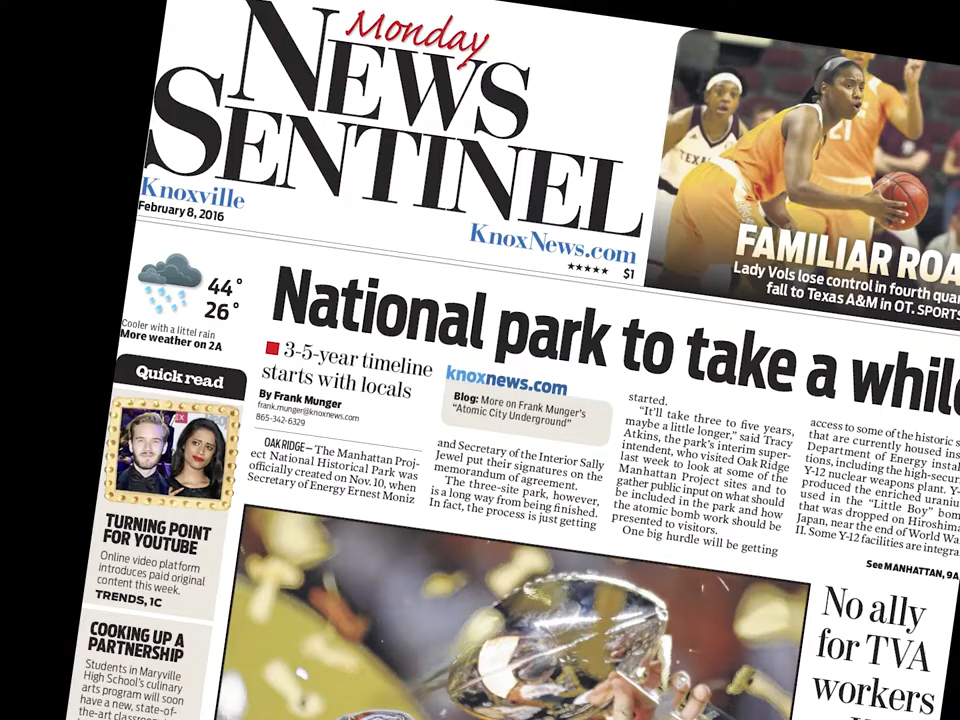 Monday
NEWS
SENTINEL
Knoxville
February 8, 2016
KnoxNews.com
★★★★★ $1
TEXAS
21
FAMILIAR
Lady Vols lose control in fourth
fall to Texas A&M in OT. SPORTS
44°
26°
Cooler with a littel rain
More weather on 2A
National park to take a while
■ 3-5-year timeline
starts with locals
By Frank Munger
frank.munger@knoxnews.com
865-342-6329
knoxnews.com
Blog: More on Frank Munger's
"Atomic City Underground"
OAK RIDGE — The Manhattan Proj-
ect National Historical Park was
officially created on Nov. 10, when
Secretary of Energy Ernest Moniz
and Secretary of the Interior Sally
Jewel put their signatures on the
memorandum of agreement.
The three-site park, however,
is a long way from being finished.
In fact, the process is just getting
started.
"It'll take three to five years,
maybe a little longer," said Tracy
Atkins, the park's interim super-
intendent, who visited Oak Ridge
last week to look at some of the
Manhattan Project sites and to
gather public input on what should
be included in the park and how
the atomic bomb work should be
presented to visitors.
One big hurdle will be getting
access to some of the historic
that are currently housed
Department of Energy
tions, including the
Y-12 nuclear weapons plant.
produced the enriched
used in the "Little Boy"
that was dropped on
Japan, near the end of World
II. Some Y-12 facilities are
See MANHATTAN, 9A
Quick read
TURNING POINT
FOR YOUTUBE
Online video platform
introduces paid original
content this week.
TRENDS, 1C
COOKING UP A
PARTNERSHIP
Students in Maryville
High School's culinary
arts program will soon
have a new, state-of-
the-art
No ally
for TVA
workers